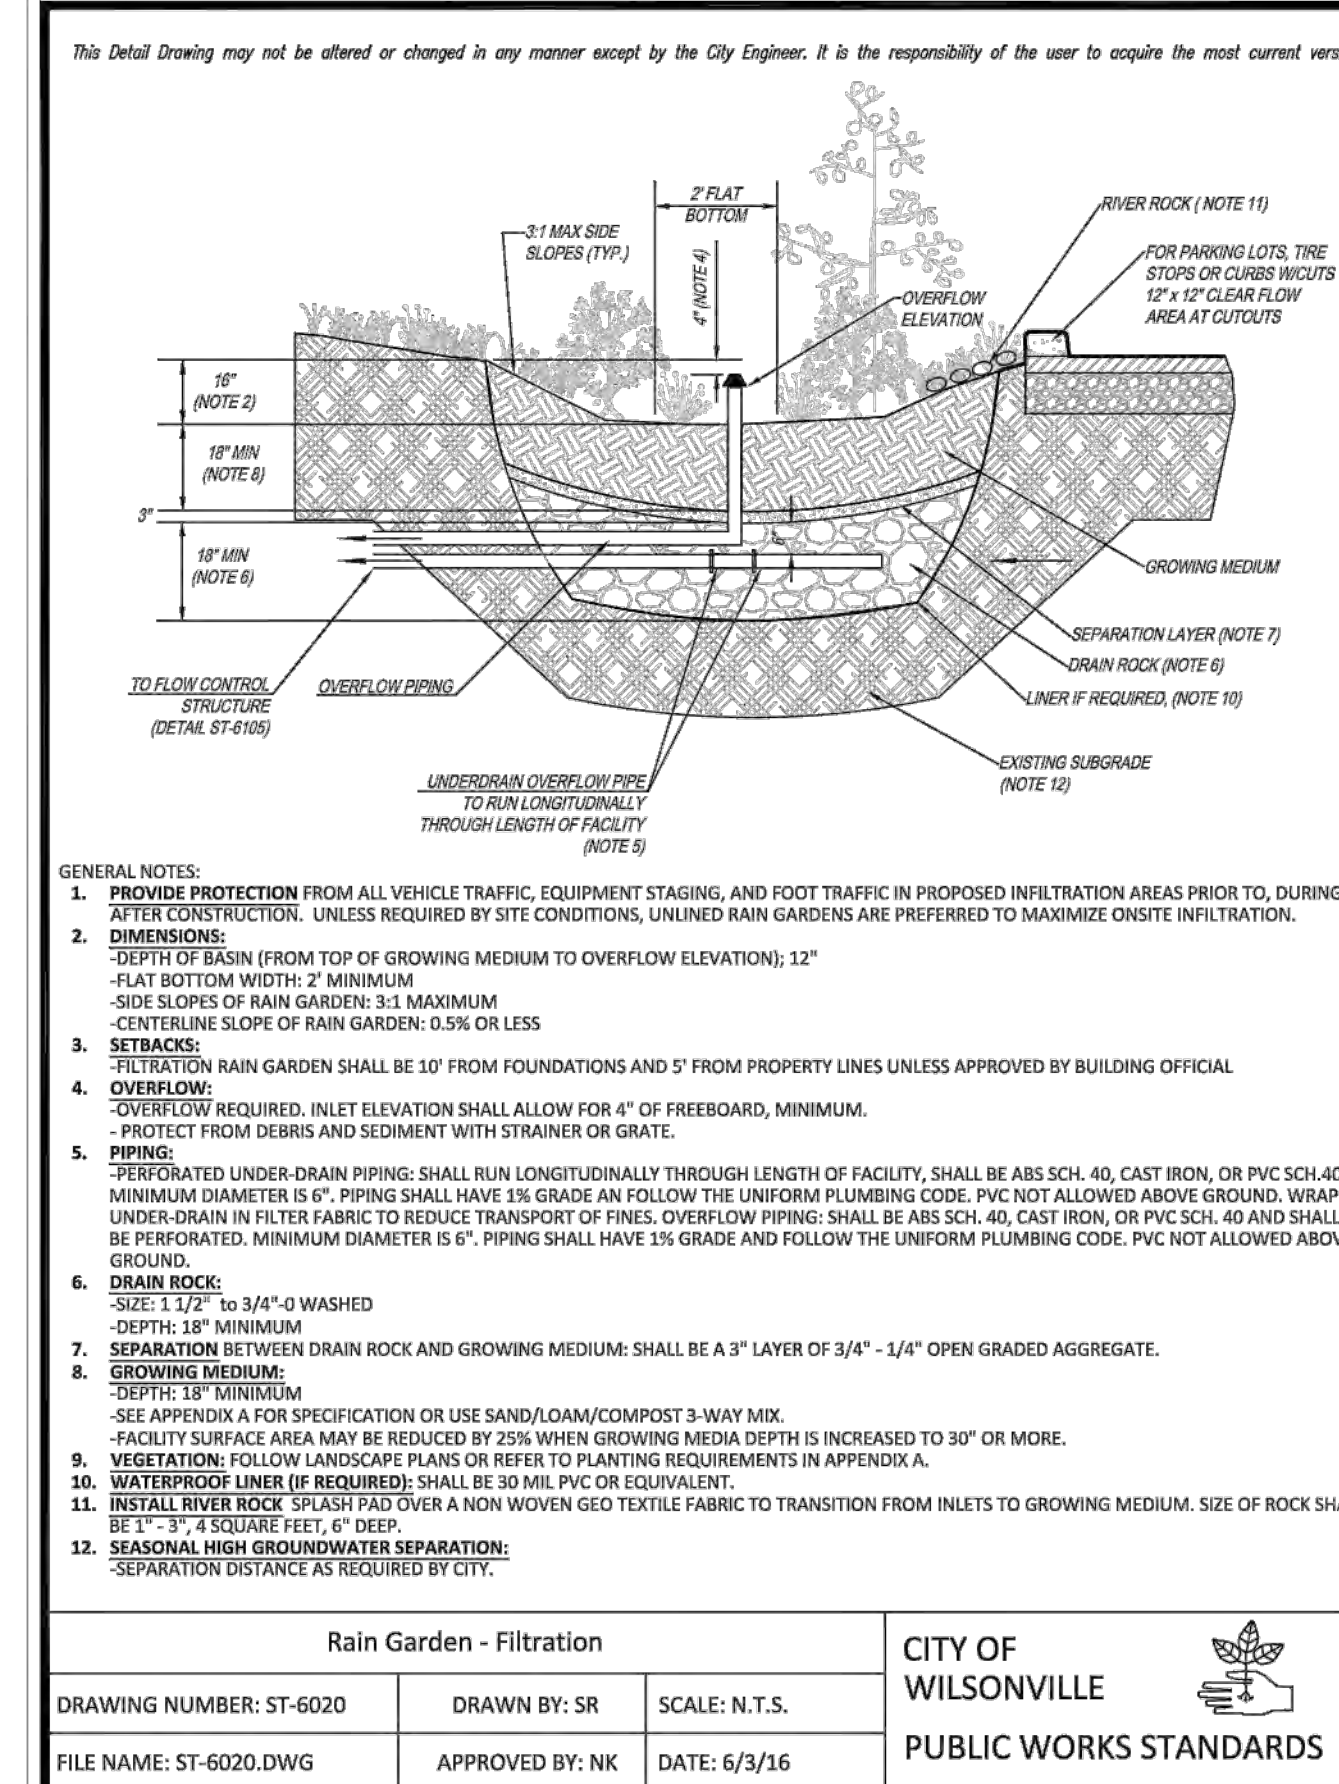 This Detail Drawing may not be altered or changed in any manner except by the City Engineer. It is the responsibility of the user to acquire the most current
2' FLAT
BOTTOM
3:1 MAX SIDE
SLOPES (TYP.)
4" (NOTE 4)
OVERFLOW
ELEVATION
RIVER ROCK ( NOTE 11)
FOR PARKING LOTS, TIRE
STOPS OR CURBS W/CUTS
12" x 12" CLEAR FLOW
AREA AT CUTOUTS
16"
(NOTE 2)
18" MIN
(NOTE 8)
3"
18" MIN
(NOTE 6)
6"
GROWING MEDIUM
SEPARATION LAYER (NOTE 7)
DRAIN ROCK (NOTE 6)
LINER IF REQUIRED, (NOTE 10)
TO FLOW CONTROL
STRUCTURE
(DETAIL ST-6105)
OVERFLOW PIPING
EXISTING SUBGRADE
(NOTE 12)
UNDERDRAIN OVERFLOW PIPE
TO RUN LONGITUDINALLY
THROUGH LENGTH OF FACILITY
(NOTE 5)
GENERAL NOTES:
1. PROVIDE PROTECTION FROM ALL VEHICLE TRAFFIC, EQUIPMENT STAGING, AND FOOT TRAFFIC IN PROPOSED INFILTRATION AREAS PRIOR TO, DURING
AFTER CONSTRUCTION. UNLESS REQUIRED BY SITE CONDITIONS, UNLINED RAIN GARDENS ARE PREFERRED TO MAXIMIZE ONSITE INFILTRATION.
2. DIMENSIONS:
-DEPTH OF BASIN (FROM TOP OF GROWING MEDIUM TO OVERFLOW ELEVATION); 12"
-FLAT BOTTOM WIDTH: 2' MINIMUM
-SIDE SLOPES OF RAIN GARDEN: 3:1 MAXIMUM
-CENTERLINE SLOPE OF RAIN GARDEN: 0.5% OR LESS
3. SETBACKS:
-FILTRATION RAIN GARDEN SHALL BE 10' FROM FOUNDATIONS AND 5' FROM PROPERTY LINES UNLESS APPROVED BY BUILDING OFFICIAL
4. OVERFLOW:
-OVERFLOW REQUIRED. INLET ELEVATION SHALL ALLOW FOR 4" OF FREEBOARD, MINIMUM.
- PROTECT FROM DEBRIS AND SEDIMENT WITH STRAINER OR GRATE.
5. PIPING:
-PERFORATED UNDER-DRAIN PIPING: SHALL RUN LONGITUDINALLY THROUGH LENGTH OF FACILITY, SHALL BE ABS SCH. 40, CAST IRON, OR PVC SCH.40
MINIMUM DIAMETER IS 6". PIPING SHALL HAVE 1% GRADE AN FOLLOW THE UNIFORM PLUMBING CODE. PVC NOT ALLOWED ABOVE GROUND. WRAP
UNDER-DRAIN IN FILTER FABRIC TO REDUCE TRANSPORT OF FINES. OVERFLOW PIPING: SHALL BE ABS SCH. 40, CAST IRON, OR PVC SCH. 40 AND SHALL
BE PERFORATED. MINIMUM DIAMETER IS 6". PIPING SHALL HAVE 1% GRADE AND FOLLOW THE UNIFORM PLUMBING CODE. PVC NOT ALLOWED
GROUND.
6. DRAIN ROCK:
-SIZE: 1 1/2" to 3/4"-0 WASHED
-DEPTH: 18" MINIMUM
7. SEPARATION BETWEEN DRAIN ROCK AND GROWING MEDIUM: SHALL BE A 3" LAYER OF 3/4" - 1/4" OPEN GRADED AGGREGATE.
8. GROWING MEDIUM:
-DEPTH: 18" MINIMUM
-SEE APPENDIX A FOR SPECIFICATION OR USE SAND/LOAM/COMPOST 3-WAY MIX.
-FACILITY SURFACE AREA MAY BE REDUCED BY 25% WHEN GROWING MEDIA DEPTH IS INCREASED TO 30" OR MORE.
9. VEGETATION: FOLLOW LANDSCAPE PLANS OR REFER TO PLANTING REQUIREMENTS IN APPENDIX A.
10. WATERPROOF LINER (IF REQUIRED): SHALL BE 30 MIL PVC OR EQUIVALENT.
11. INSTALL RIVER ROCK SPLASH PAD OVER A NON WOVEN GEO TEXTILE FABRIC TO TRANSITION FROM INLETS TO GROWING MEDIUM. SIZE OF ROCK
BE 1" - 3", 4 SQUARE FEET, 6" DEEP.
12. SEASONAL HIGH GROUNDWATER SEPARATION:
-SEPARATION DISTANCE AS REQUIRED BY CITY.
Rain Garden - Filtration
DRAWING NUMBER: ST-6020
DRAWN BY: SR
SCALE: N.T.S.
FILE NAME: ST-6020.DWG
APPROVED BY: NK
DATE: 6/3/16
CITY OF
WILSONVILLE
PUBLIC WORKS STANDARDS